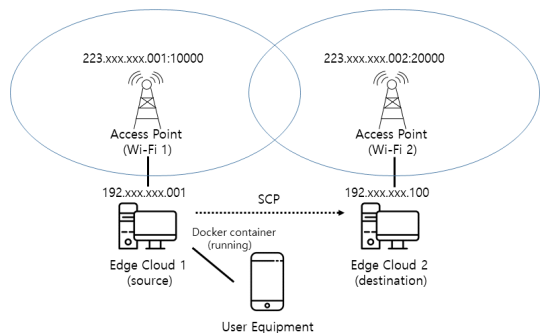 223.xxx.xxx.001:10000
223.xxx.xxx.002:20000
Access Point
(Wi-Fi 1)
Access Point
(Wi-Fi 2)
192.xxx.xxx.001
192.xxx.xxx.100
SCP
Docker container
(running)
Edge Cloud 1
(source)
Edge Cloud 2
(destination)
User Equipment